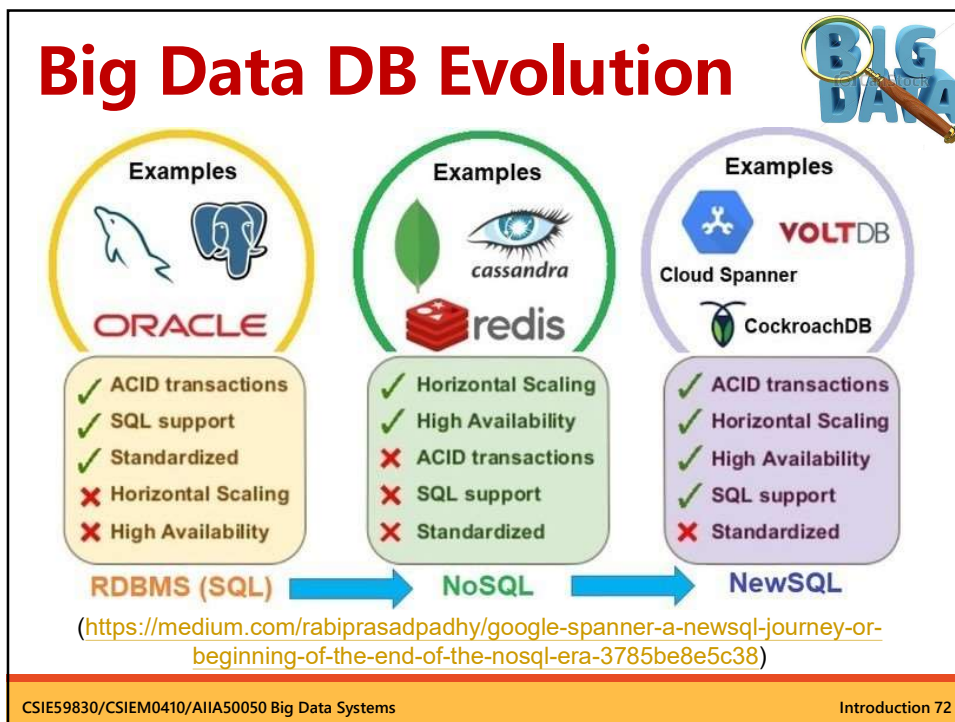 Big Data DB Evolution
BIG
DATA
CanStock
Examples
ORACLE
ACID transactions
SQL support
Standardized
Horizontal Scaling
High Availability
RDBMS (SQL)
Examples
cassandra
redis
Horizontal Scaling
High Availability
ACID transactions
SQL support
Standardized
NoSQL
Examples
VOLTDB
Cloud Spanner
CockroachDB
ACID transactions
Horizontal Scaling
High Availability
SQL support
Standardized
NewSQL
(https://medium.com/rabiprasadpadhy/google-spanner-a-newsql-journey-or-
beginning-of-the-end-of-the-nosql-era-3785be8e5c38)
CSIE59830/CSIEM0410/AIIA50050 Big Data Systems
Introduction 72